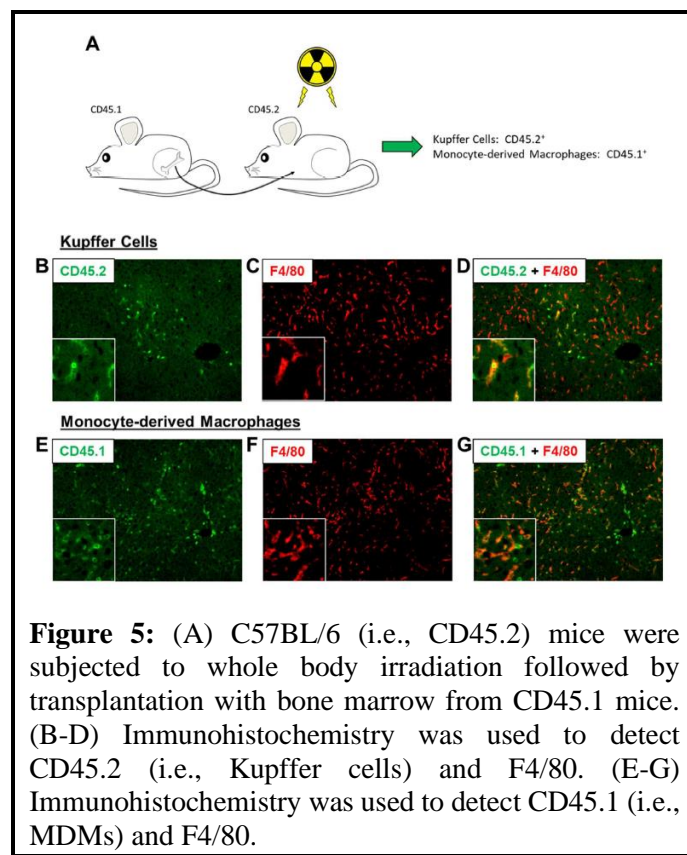 A
CD45.1
CD45.2
Kupffer Cells: CD45.2⁺
Monocyte-derived Macrophages: CD45.1⁺
Kupffer Cells
B CD45.2
C F4/80
D CD45.2 + F4/80
Monocyte-derived Macrophages
E CD45.1
F F4/80
G CD45.1 + F4/80
Figure 5: (A) C57BL/6 (i.e., CD45.2) mice were
subjected to whole body irradiation followed by
transplantation with bone marrow from CD45.1 mice.
(B-D) Immunohistochemistry was used to detect
CD45.2 (i.e., Kupffer cells) and F4/80. (E-G)
Immunohistochemistry was used to detect CD45.1 (i.e.,
MDMs) and F4/80.